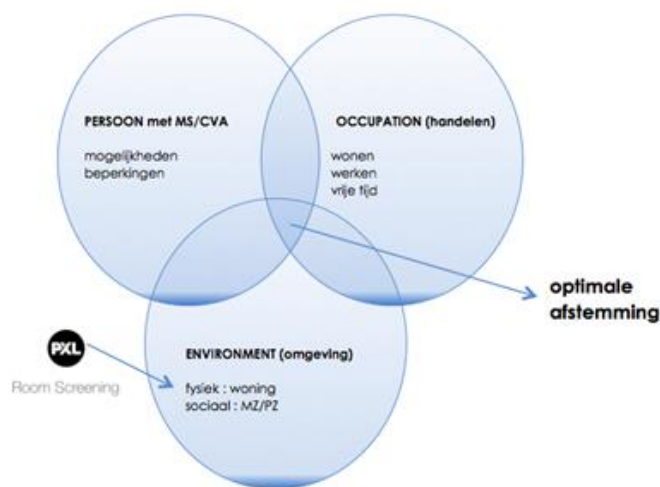 PERSOON met MS/CVA
mogelijkheden
beperkingen
OCCUPATION (handelen)
wonen
werken
vrije tijd
optimale
afstemming
PXL
Room Screening
ENVIRONMENT (omgeving)
fysiek : woning
sociaal : MZ/PZ